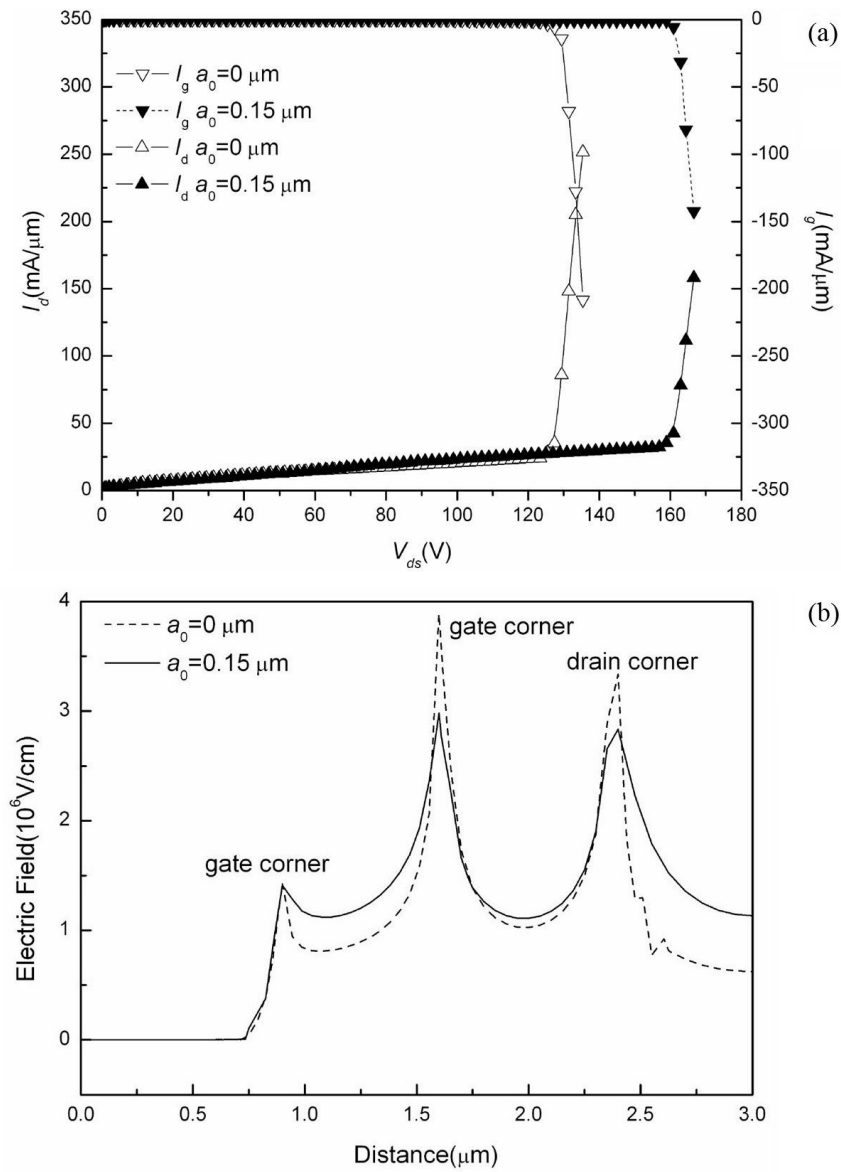 (a)
I_g a_0=0 μm
I_g a_0=0.15 μm
I_d a_0=0 μm
I_d a_0=0.15 μm
350
300
250
200
150
100
50
0
I_d(mA/μm)
0
-50
-100
-150
-200
-250
-300
-350
I_g(mA/μm)
0 20 40 60 80 100 120 140 160 180
V_ds(V)
(b)
a_0=0 μm
a_0=0.15 μm
gate corner
drain corner
gate corner
4
3
2
1
0
Electric Field(10^6V/cm)
0.0 0.5 1.0 1.5 2.0 2.5 3.0
Distance(μm)